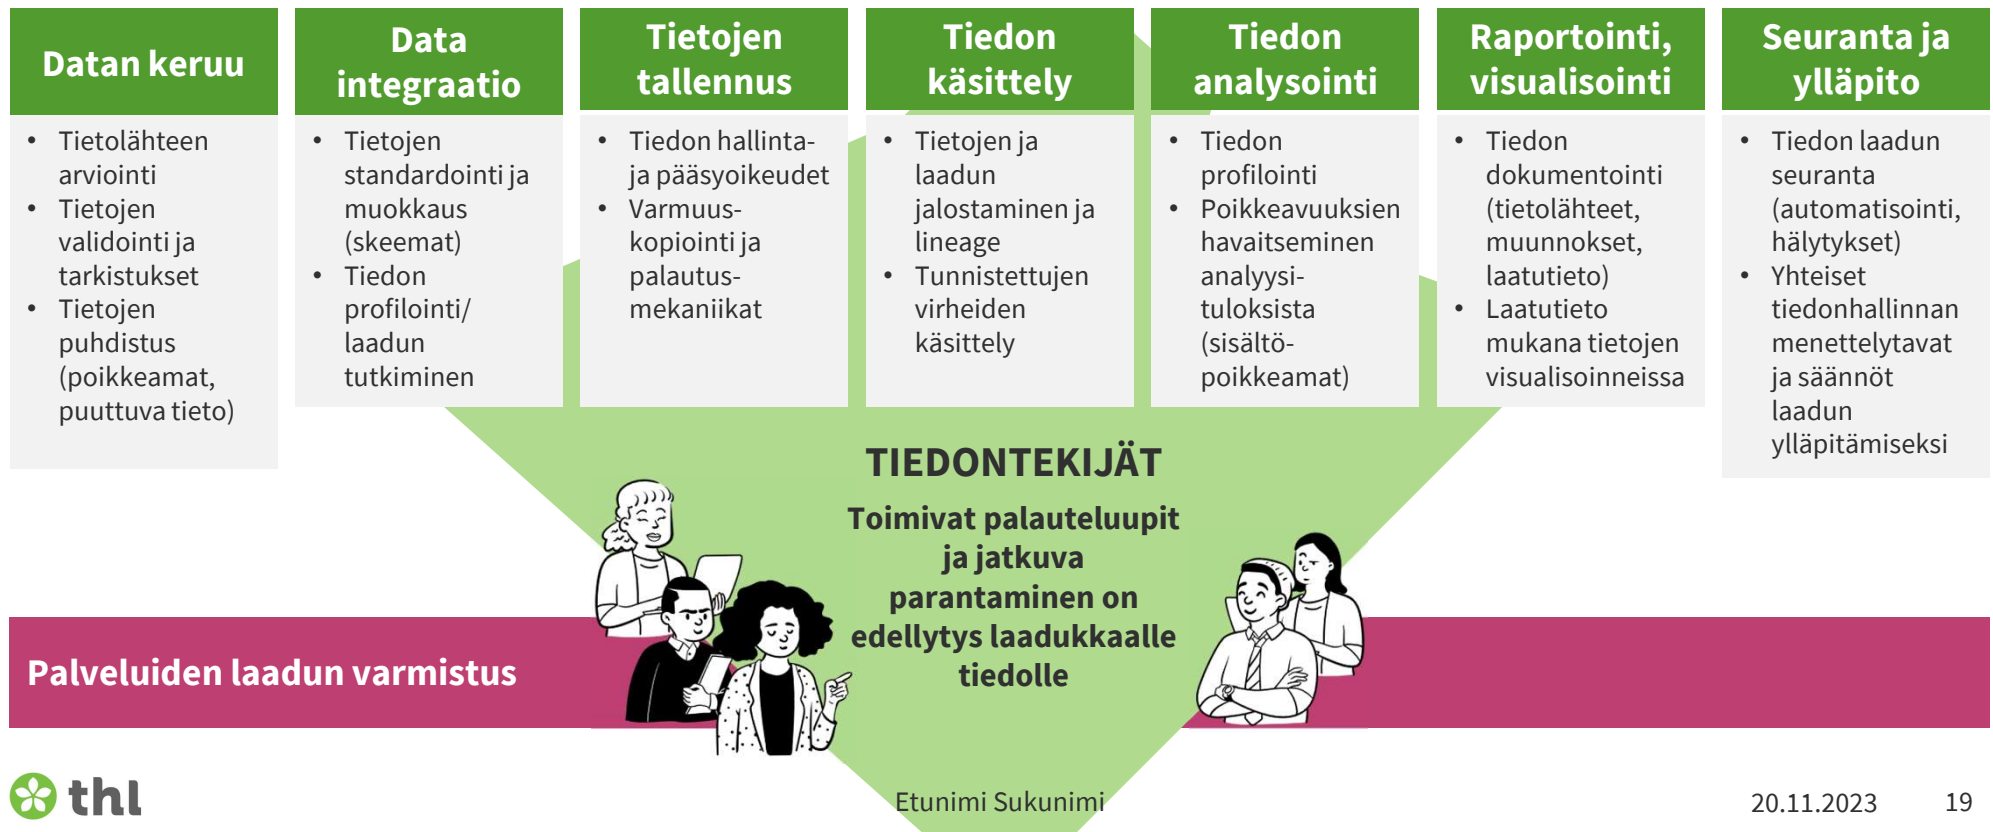 Datan keruu
• Tietolähteen
arviointi
• Tietojen
validointi ja
tarkistukset
• Tietojen
puhdistus
(poikkeamat,
puuttuva tieto)
Data
integraatio
• Tietojen
standardointi ja
muokkaus
(skeemat)
• Tiedon
profilointi/
laadun
tutkiminen
Tietojen
tallennus
• Tiedon hallinta-
ja pääsyoikeudet
• Varmuus-
kopiointi ja
palautus-
mekaniikat
Tiedon
käsittely
• Tietojen ja
laadun
jalostaminen ja
lineage
• Tunnistettujen
virheiden
käsittely
Tiedon
analysointi
• Tiedon
profilointi
• Poikkeavuuksien
havaitseminen
analyysi-
tuloksista
(sisältö-
poikkeamat)
Raportointi,
visualisointi
• Tiedon
dokumentointi
(tietolähteet,
muunnokset,
laatutieto)
• Laatutieto
mukana tietojen
visualisoinneissa
Seuranta ja
ylläpito
• Tiedon laadun
seuranta
(automatisointi,
hälytykset)
• Yhteiset
tiedonhallinnan
menettelytavat
ja säännöt
laadun
ylläpitämiseksi
TIEDONTEKIJÄT
Toimivat palauteluupit
ja jatkuva
parantaminen on
edellytys laadukkaalle
tiedolle
Palveluiden laadun varmistus
thl
Etunimi Sukunimi
20.11.2023
19